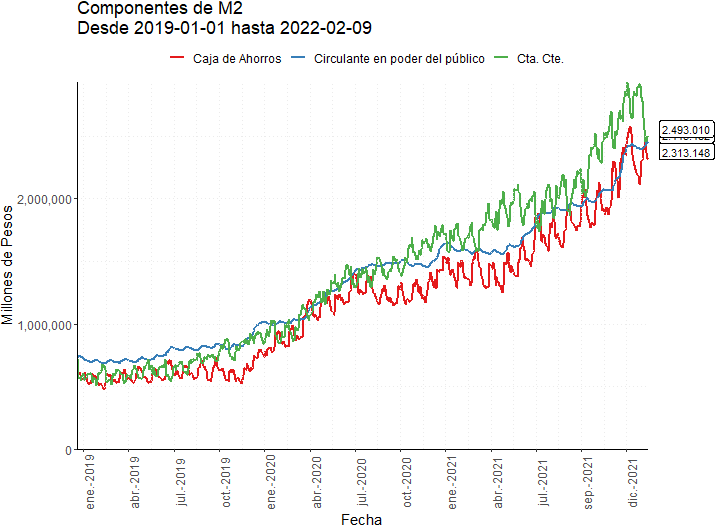 Componentes de M2
Desde 2019-01-01 hasta 2022-02-09
Caja de Ahorros Circulante en poder del público Cta. Cte.
2.493.010
2.313.148
2,000,000
1,000,000
0
Millones de Pesos
ene.-2019 abr.-2019 jul.-2019 oct.-2019 ene.-2020 abr.-2020 jul.-2020 oct.-2020 ene.-2021 abr.-2021 jul.-2021 sep.-2021 dic.-2021
Fecha